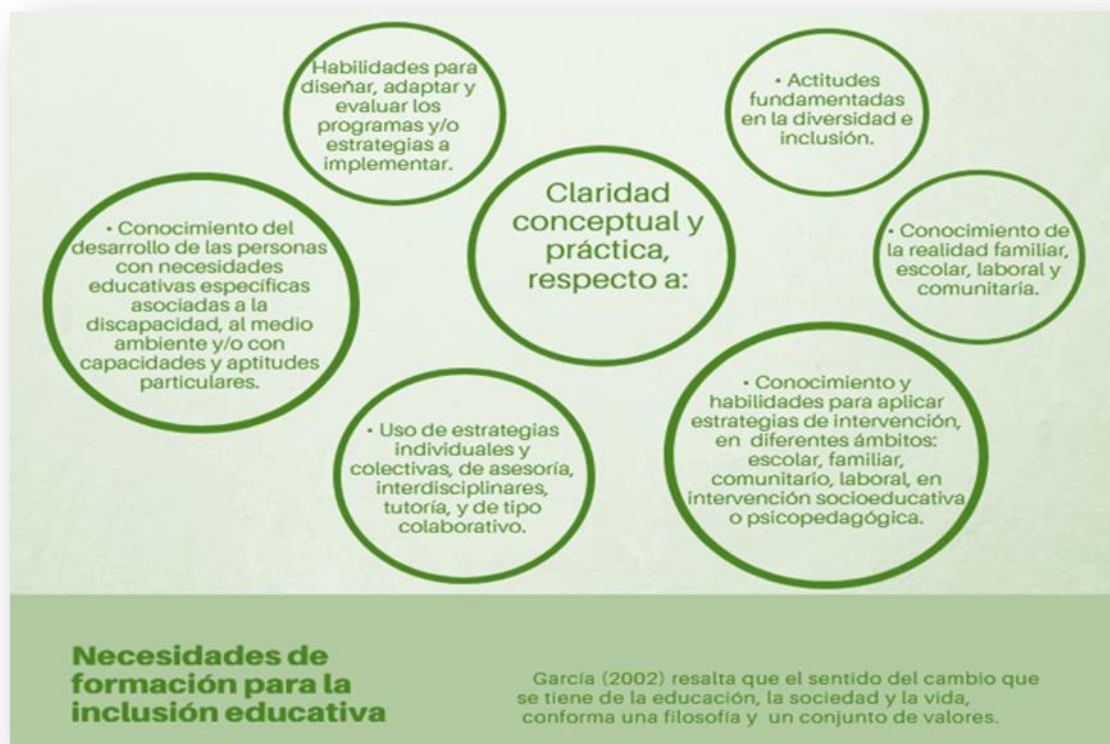 Habilidades para
diseñar, adaptar y
evaluar los
programas y/o
estrategias a
implementar.
• Actitudes
fundamentadas
en la diversidad e
inclusión.
Claridad
conceptual y
práctica,
respecto a:
• Conocimiento del
desarrollo de las personas
con necesidades
educativas específicas
asociadas a la
discapacidad, al medio
ambiente y/o con
capacidades y aptitudes
particulares.
• Conocimiento de
la realidad familiar,
escolar, laboral y
comunitaria.
• Uso de estrategias
individuales y
colectivas, de asesoría,
interdisciplinares,
tutoría, y de tipo
colaborativo.
• Conocimiento y
habilidades para aplicar
estrategias de intervención,
en diferentes ámbitos:
escolar, familiar,
comunitario, laboral, en
intervención socioeducativa
o psicopedagógica.
Necesidades de
formación para la
inclusión educativa
García (2002) resalta que el sentido del cambio que
se tiene de la educación, la sociedad y la vida,
conforma una filosofía y un conjunto de valores.